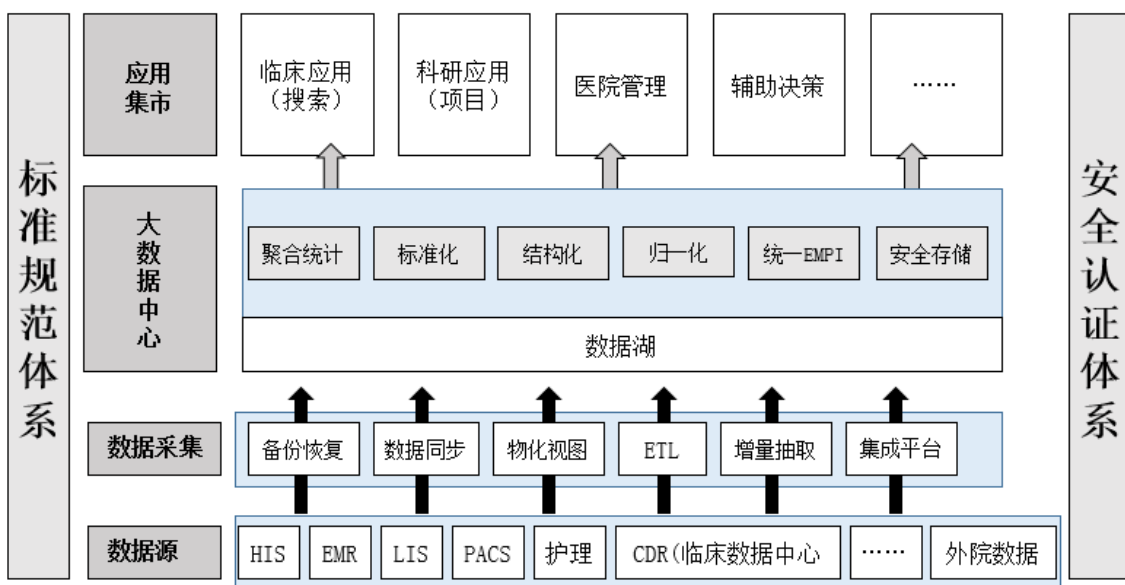 标准规范体系
应用
集市
临床应用
(搜索)
科研应用
(项目)
医院管理
辅助决策
……
大数据中心
聚合统计
标准化
结构化
归一化
统一EMPI
安全存储
数据湖
数据采集
备份恢复
数据同步
物化视图
ETL
增量抽取
集成平台
数据源
HIS
EMR
LIS
PACS
护理
CDR(临床数据中心
……
外院数据
安全认证体系